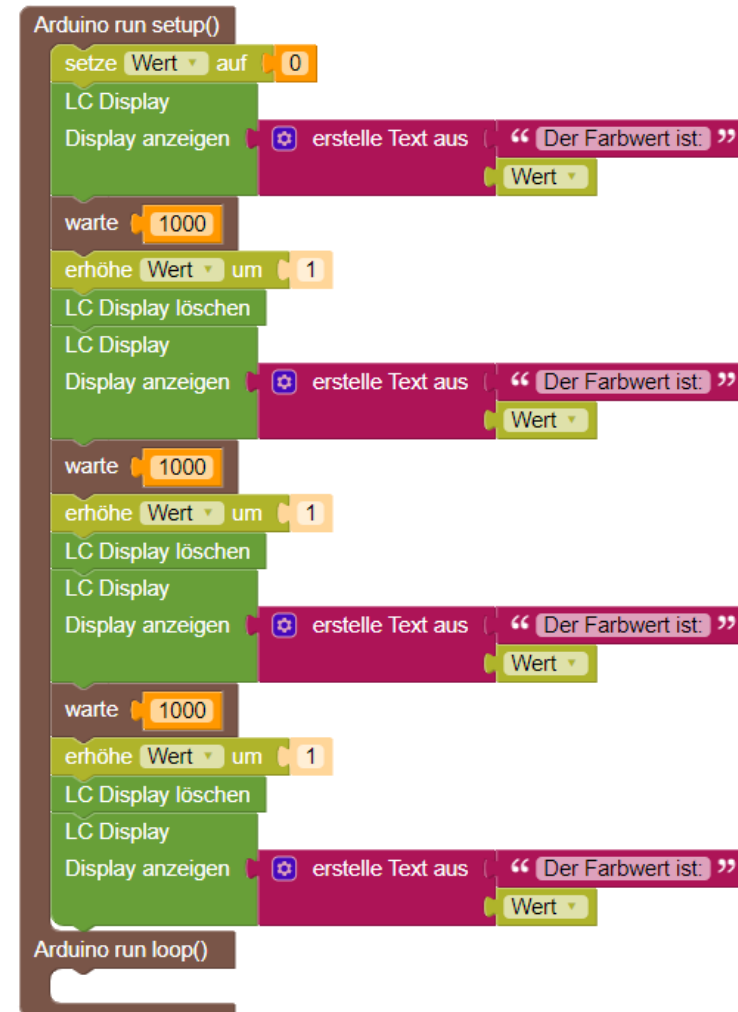 Arduino run setup()
setze Wert auf 0
LC Display
Display anzeigen erstelle Text aus “ Der Farbwert ist: ”
Wert
warte 1000
erhöhe Wert um 1
LC Display löschen
LC Display
Display anzeigen erstelle Text aus “ Der Farbwert ist: ”
Wert
warte 1000
erhöhe Wert um 1
LC Display löschen
LC Display
Display anzeigen erstelle Text aus “ Der Farbwert ist: ”
Wert
warte 1000
erhöhe Wert um 1
LC Display löschen
LC Display
Display anzeigen erstelle Text aus “ Der Farbwert ist: ”
Wert
Arduino run loop()